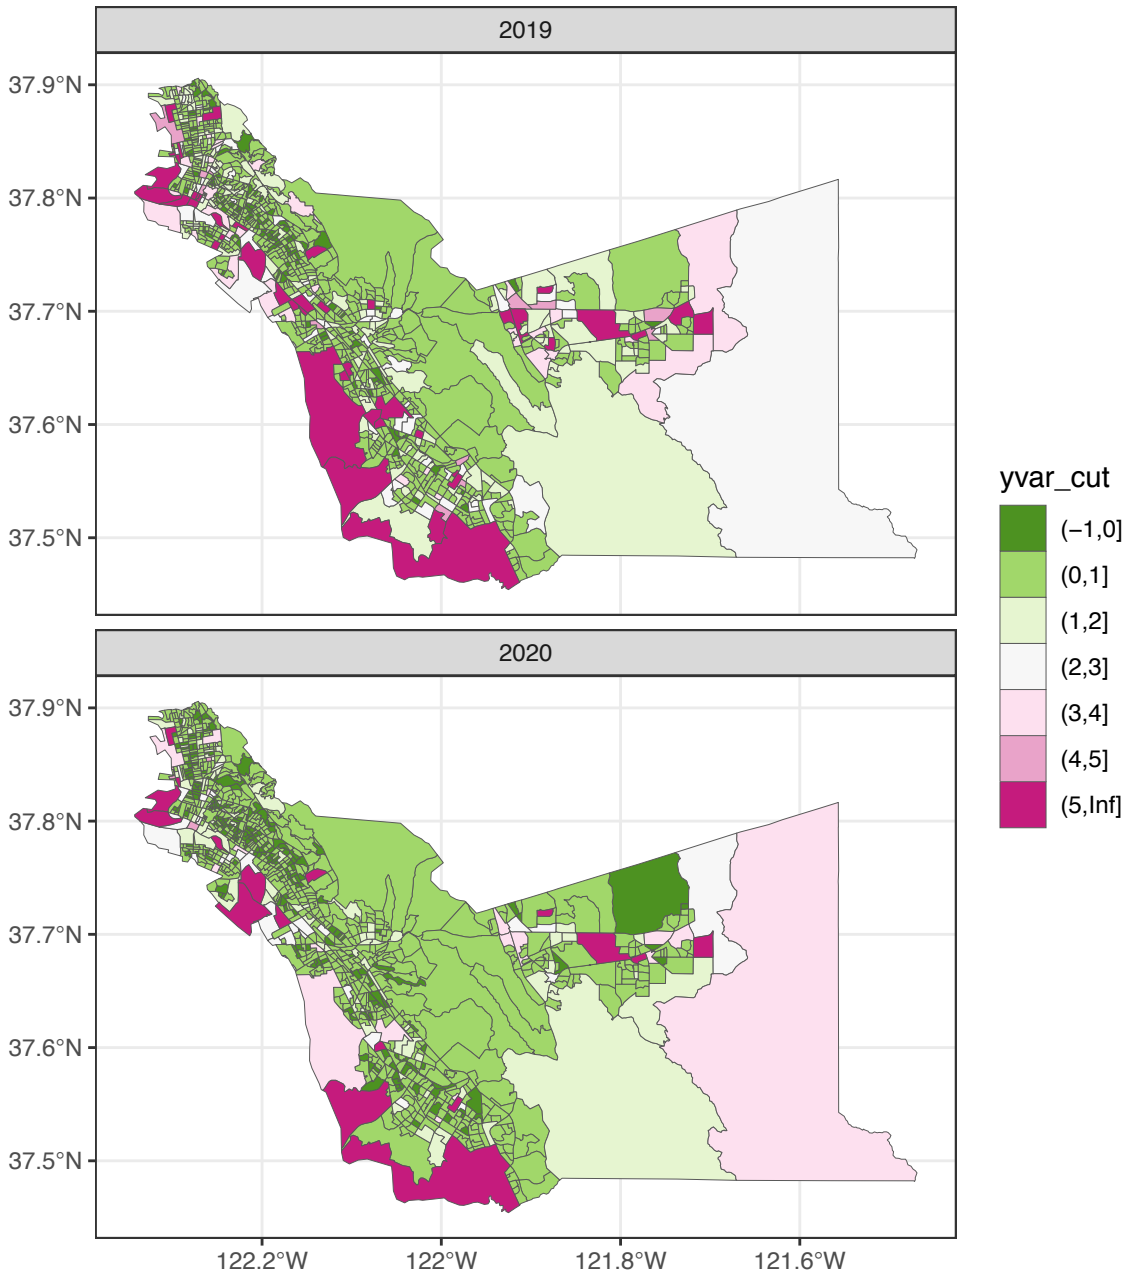 2019
37.9°N
37.8°N
37.7°N
37.6°N
37.5°N
2020
37.9°N
37.8°N
37.7°N
37.6°N
37.5°N
122.2°W
122°W
121.8°W
121.6°W
yvar_cut
(−1,0]
(0,1]
(1,2]
(2,3]
(3,4]
(4,5]
(5,Inf]